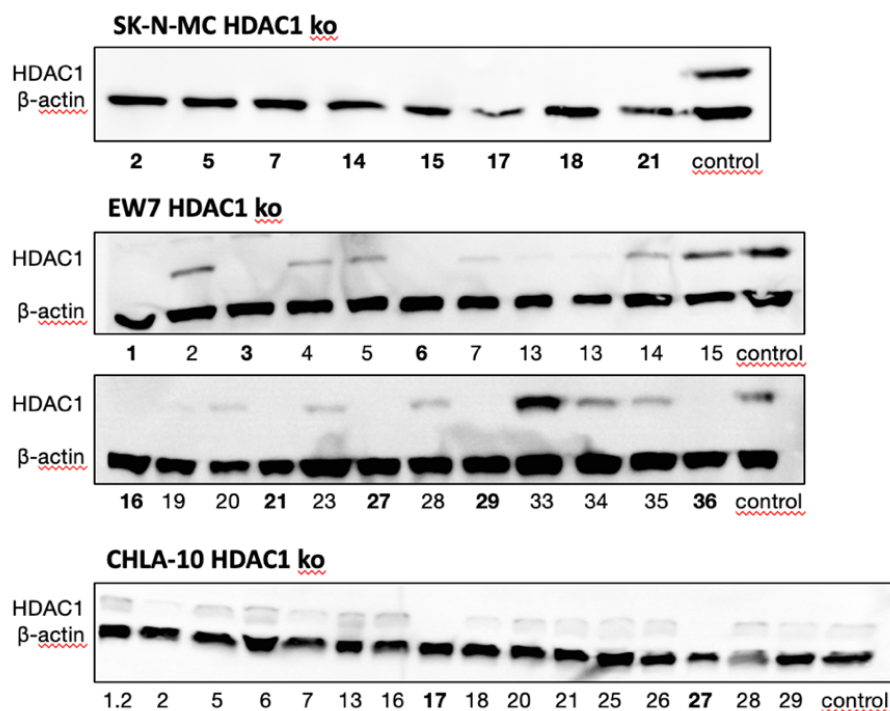 SK-N-MC HDAC1 ko
HDAC1
β-actin
2 5 7 14 15 17 18 21 control
EW7 HDAC1 ko
HDAC1
β-actin
1 2 3 4 5 6 7 13 13 14 15 control
HDAC1
β-actin
16 19 20 21 23 27 28 29 33 34 35 36 control
CHLA-10 HDAC1 ko
HDAC1
β-actin
1.2 2 5 6 7 13 16 17 18 20 21 25 26 27 28 29 control